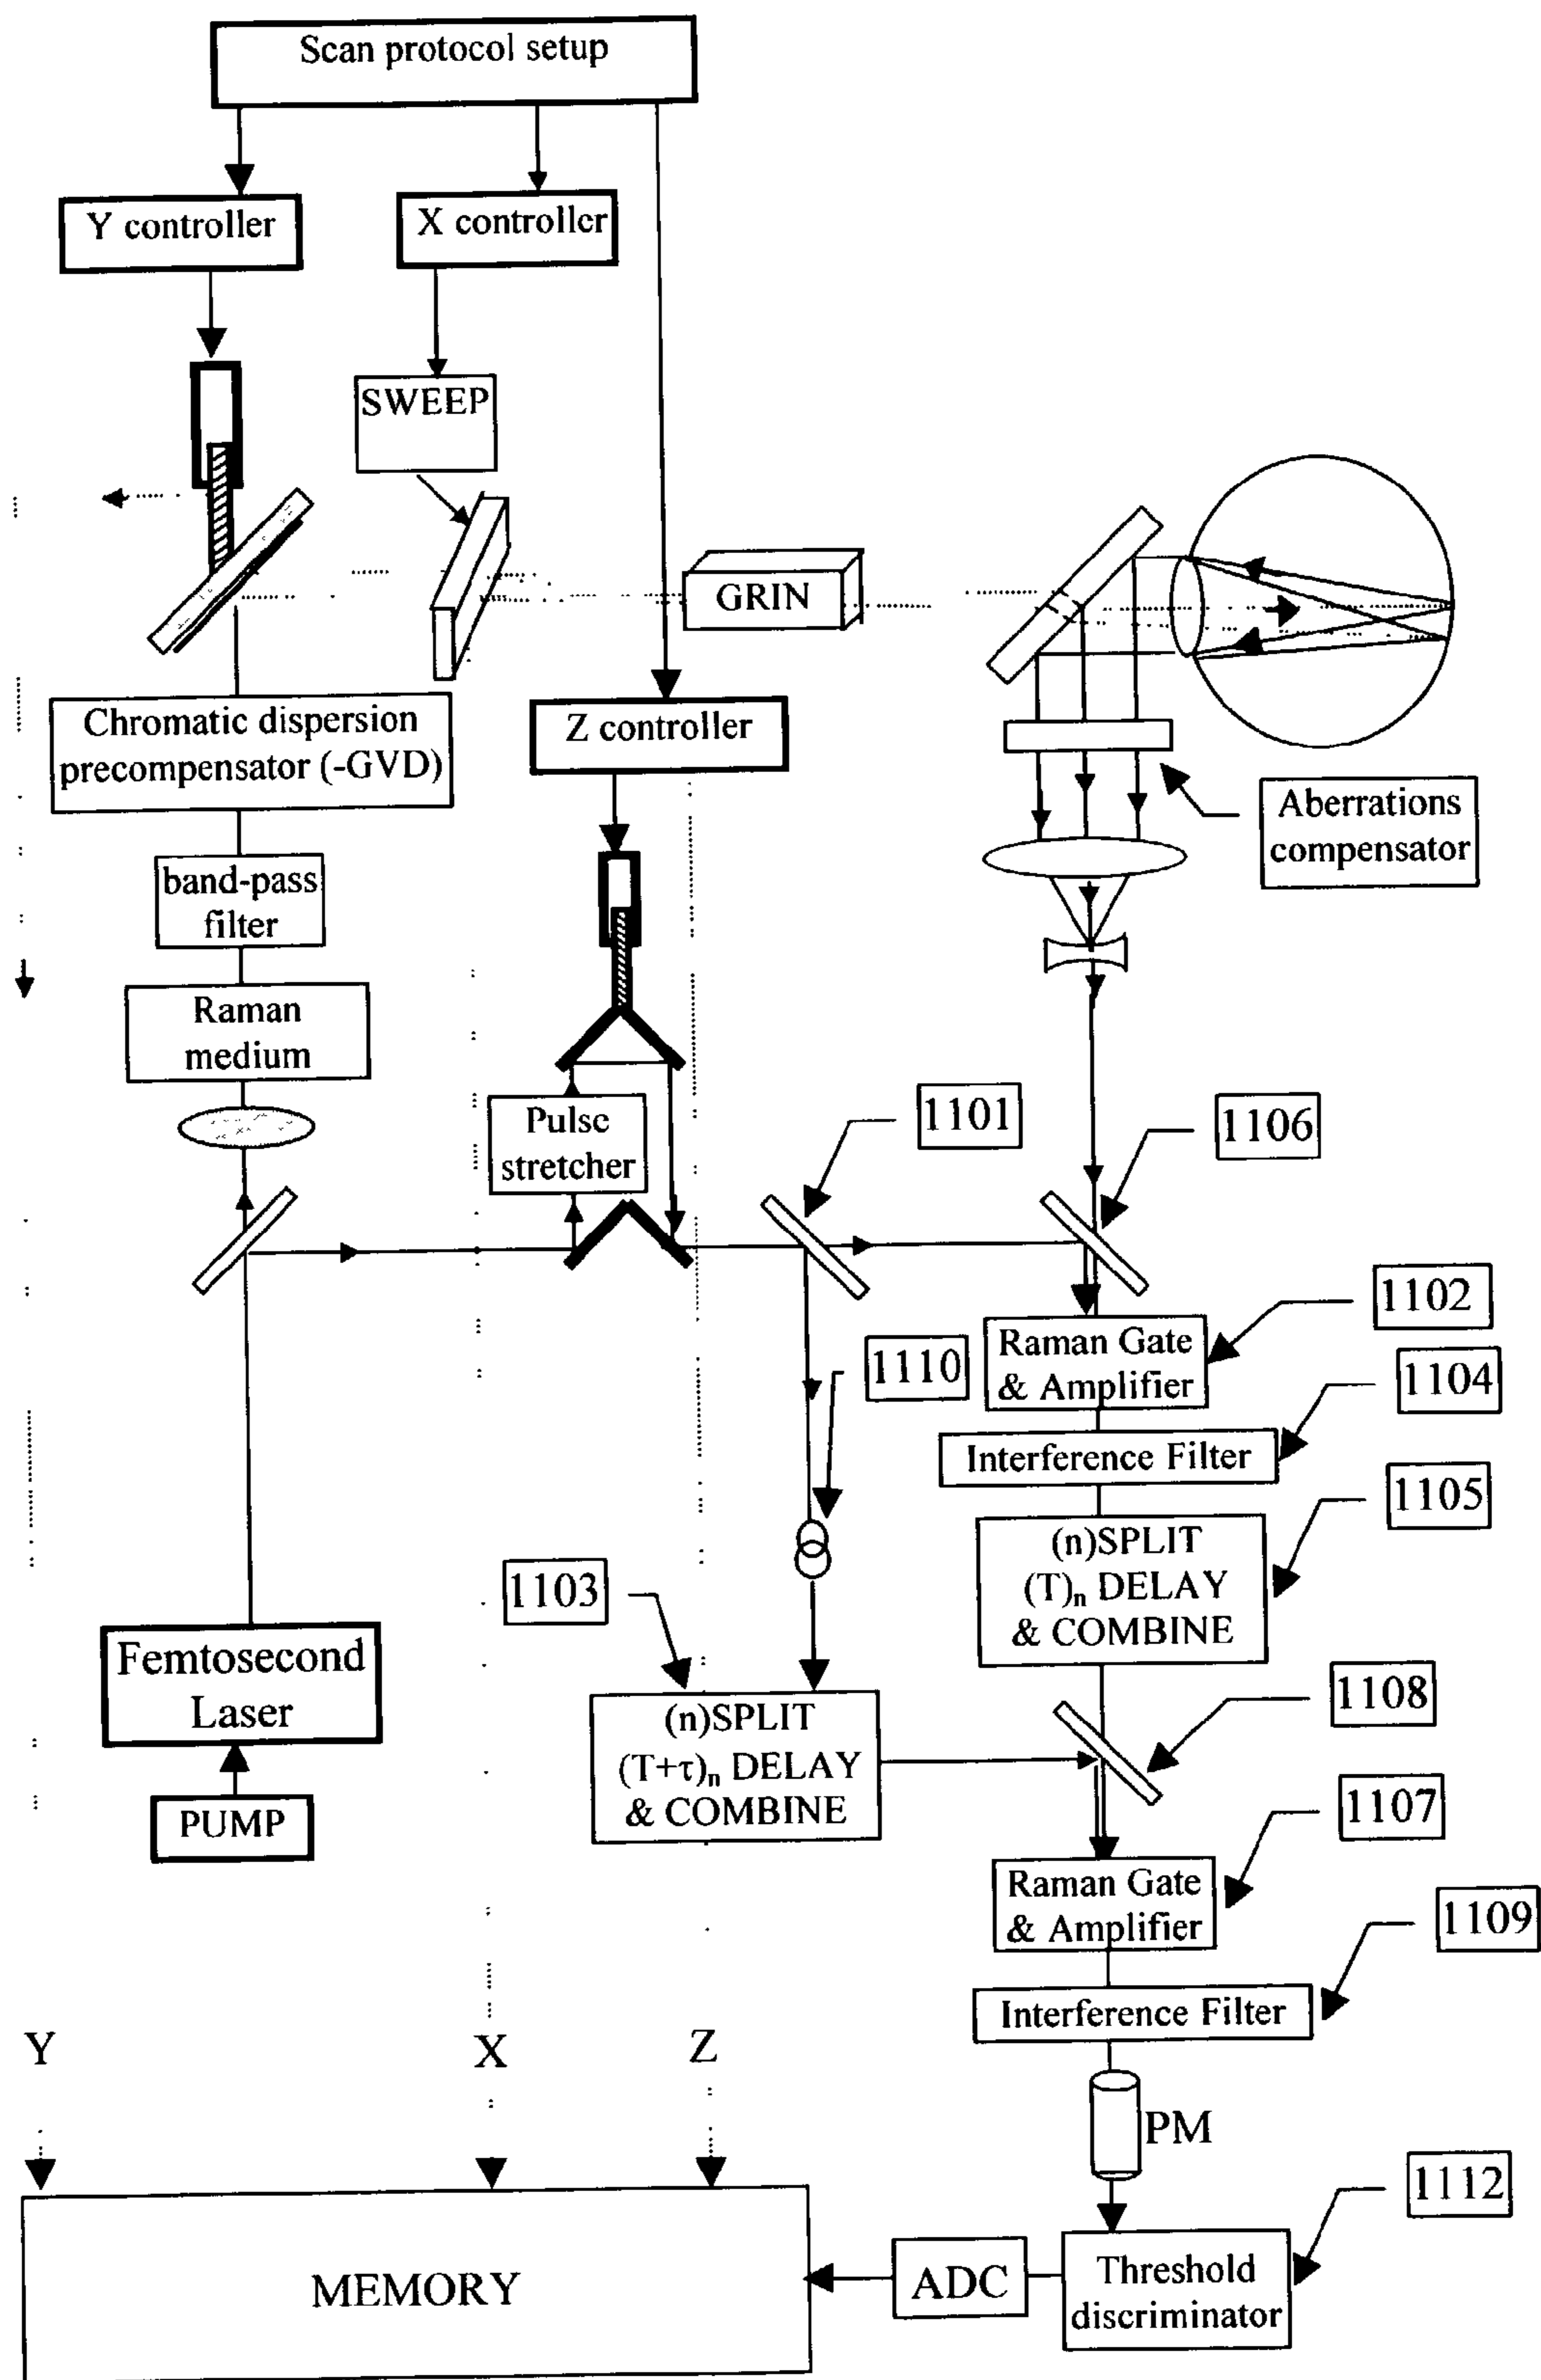 Scan protocol setup
Y controller
X controller
SWEEP
GRIN
Chromatic dispersion
precompensator (-GVD)
Z controller
Aberrations
compensator
band-pass
filter
Raman
medium
Pulse
stretcher
1101
1106
1102
Raman Gate
& Amplifier
1110
1104
Interference Filter
1105
(n)SPLIT
(T)n DELAY
& COMBINE
1103
Femtosecond
Laser
(n)SPLIT
(T+τ)n DELAY
& COMBINE
1108
PUMP
1107
Raman Gate
& Amplifier
1109
Interference Filter
Y
X
Z
PM
1112
MEMORY
ADC
Threshold
discriminator